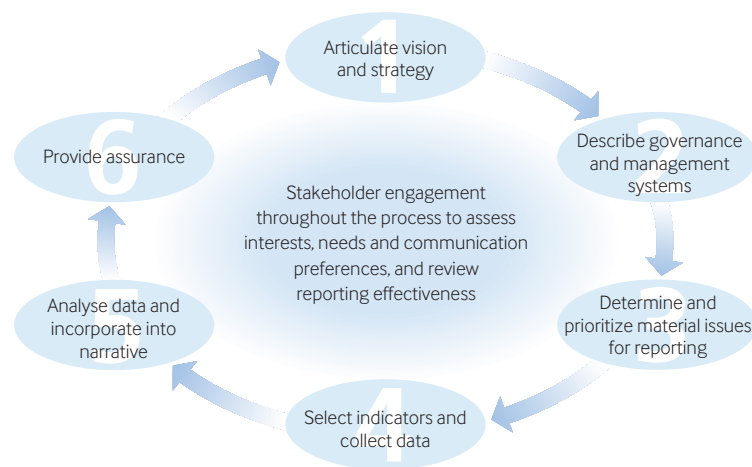 1
Articulate vision
and strategy
2
Describe governance
and management
systems
3
Determine and
prioritize material issues
for reporting
4
Select indicators and
collect data
5
Analyse data and
incorporate into
narrative
6
Provide assurance
Stakeholder engagement
throughout the process to assess
interests, needs and communication
preferences, and review
reporting effectiveness